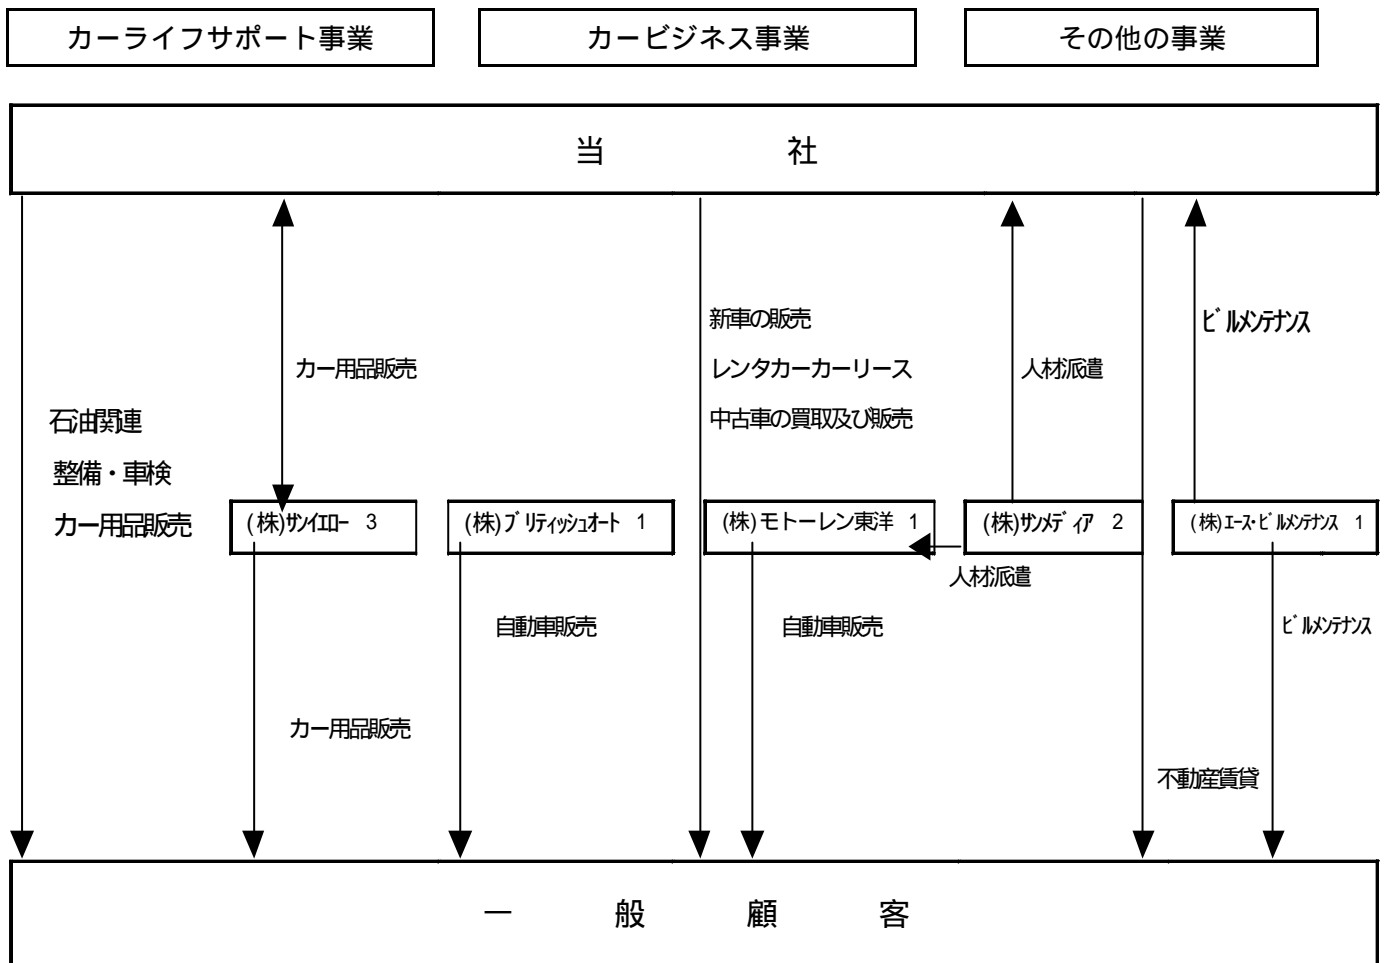 カーライフサポート事業
カービジネス事業
その他の事業
当 社
新車の販売
ビルメンテナンス
カー用品販売
レンタカーカーリース
人材派遣
石油関連
中古車の買取及び販売
整備・車検
カー用品販売
(株)サンイエロー 3
(株)ブリティッシュオート 1
(株)モトーレン東洋 1
(株)サンメディア 2
(株)エース・ビルメンテナンス 1
人材派遣
自動車販売
自動車販売
ビルメンテナンス
カー用品販売
不動産賃貸
一 般 顧 客